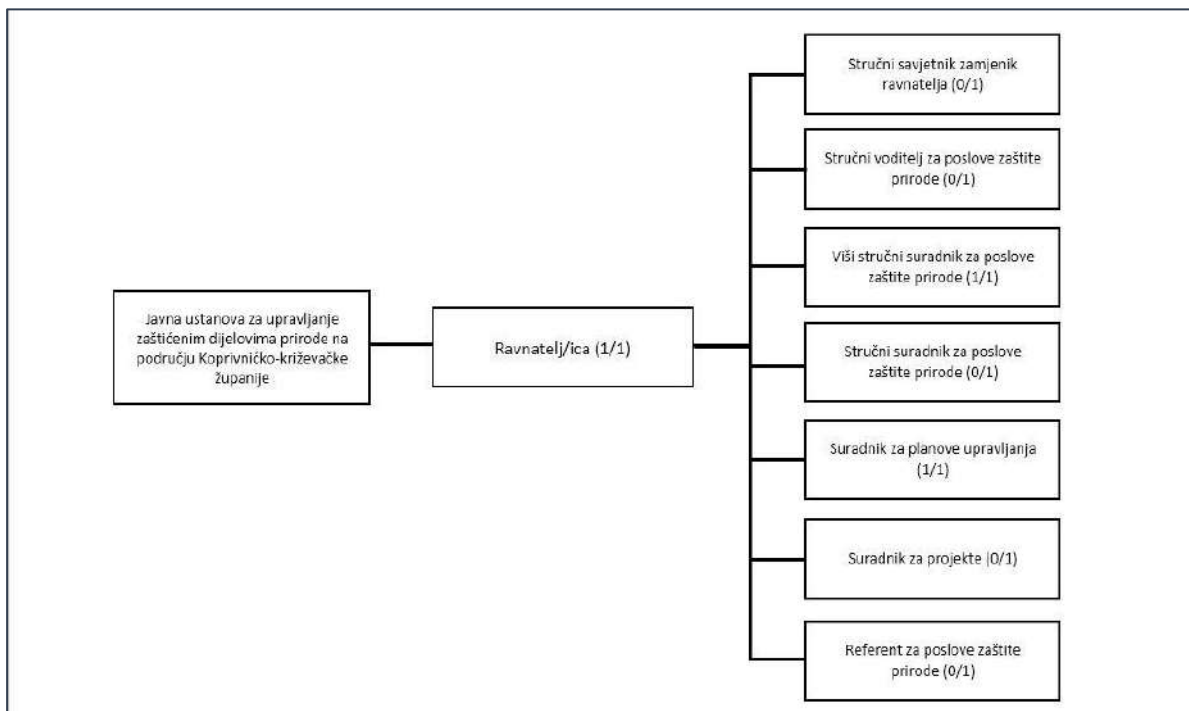 Javna ustanova za upravljanje
zaštićenim dijelovima prirode na
području Koprivničko-križevačke
županije
Ravnatelj/ica (1/1)
Stručni savjetnik zamjenik
ravnatelja (0/1)
Stručni voditelj za poslove zaštite
prirode (0/1)
Viši stručni suradnik za poslove
zaštite prirode (1/1)
Stručni suradnik za poslove
zaštite prirode (0/1)
Suradnik za planove upravljanja
(1/1)
Suradnik za projekte (0/1)
Referent za poslove zaštite
prirode (0/1)